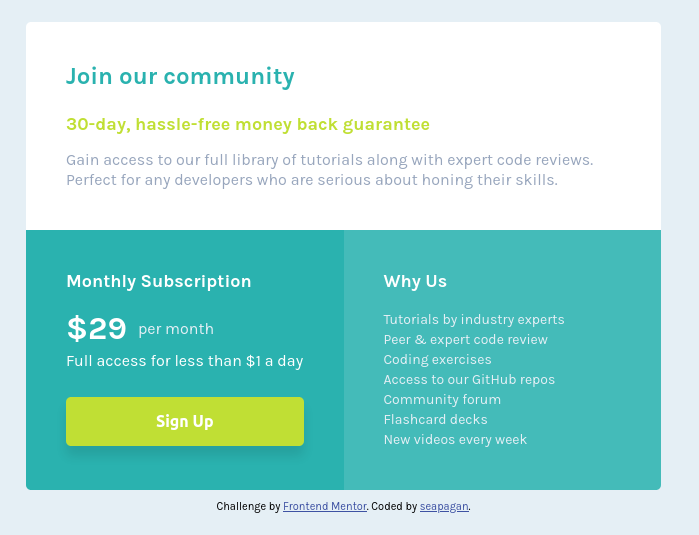 Join our community
30-day, hassle-free money back guarantee
Gain access to our full library of tutorials along with expert code reviews.
Perfect for any developers who are serious about honing their skills.
Monthly Subscription
$29 per month
Full access for less than $1 a day
Sign Up
Why Us
Tutorials by industry experts
Peer & expert code review
Coding exercises
Access to our GitHub repos
Community forum
Flashcard decks
New videos every week
Challenge by Frontend Mentor. Coded by seapagan.